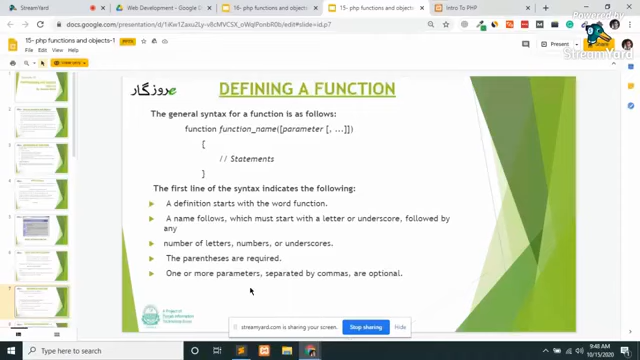 StreamYard
Web Development
16- php functions and objects-1
15- php functions and objects-1
Intro To PHP
15- php functions and objects-1
File Edit
Present
Powered by
StreamYard
روزگار
DEFINING A FUNCTION
The general syntax for a function is as follows:
function function_name([parameter [, ...]])
{
// Statements
}
The first line of the syntax indicates the following:
A definition starts with the word function.
A name follows, which must start with a letter or underscore, followed by
any
number of letters, numbers, or underscores.
The parentheses are required.
One or more parameters, separated by commas, are optional.
streamyard.com is sharing your screen.
Stop sharing
Hide
Type here to search
9:48 AM
10/15/2020